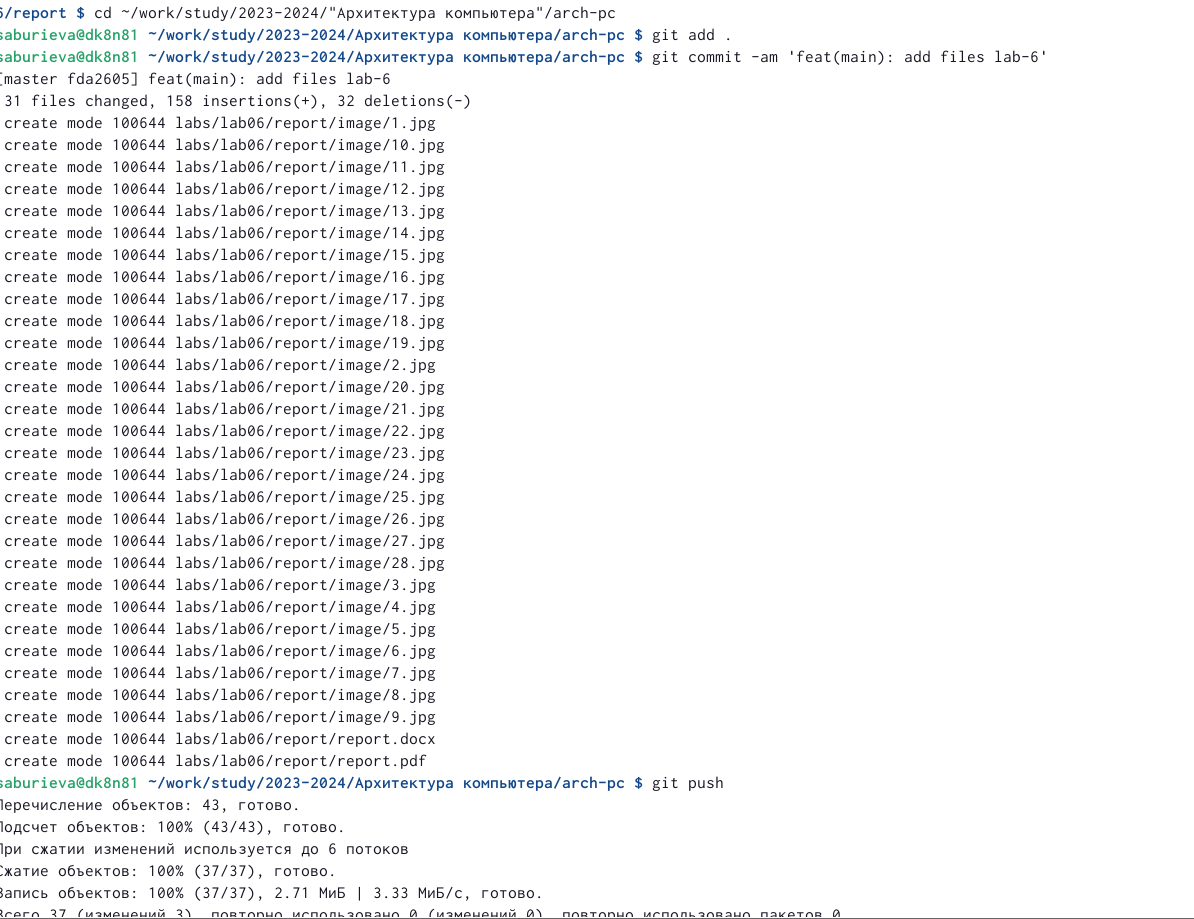 6/report $ cd ~/work/study/2023-2024/"Архитектура компьютера"/arch-pc
saburieva@dk8n81 ~/work/study/2023-2024/Архитектура компьютера/arch-pc $ git add .
saburieva@dk8n81 ~/work/study/2023-2024/Архитектура компьютера/arch-pc $ git commit -am 'feat(main): add files lab-6'
[master fda2605] feat(main): add files lab-6
31 files changed, 158 insertions(+), 32 deletions(-)
create mode 100644 labs/lab06/report/image/1.jpg
create mode 100644 labs/lab06/report/image/10.jpg
create mode 100644 labs/lab06/report/image/11.jpg
create mode 100644 labs/lab06/report/image/12.jpg
create mode 100644 labs/lab06/report/image/13.jpg
create mode 100644 labs/lab06/report/image/14.jpg
create mode 100644 labs/lab06/report/image/15.jpg
create mode 100644 labs/lab06/report/image/16.jpg
create mode 100644 labs/lab06/report/image/17.jpg
create mode 100644 labs/lab06/report/image/18.jpg
create mode 100644 labs/lab06/report/image/19.jpg
create mode 100644 labs/lab06/report/image/2.jpg
create mode 100644 labs/lab06/report/image/20.jpg
create mode 100644 labs/lab06/report/image/21.jpg
create mode 100644 labs/lab06/report/image/22.jpg
create mode 100644 labs/lab06/report/image/23.jpg
create mode 100644 labs/lab06/report/image/24.jpg
create mode 100644 labs/lab06/report/image/25.jpg
create mode 100644 labs/lab06/report/image/26.jpg
create mode 100644 labs/lab06/report/image/27.jpg
create mode 100644 labs/lab06/report/image/28.jpg
create mode 100644 labs/lab06/report/image/3.jpg
create mode 100644 labs/lab06/report/image/4.jpg
create mode 100644 labs/lab06/report/image/5.jpg
create mode 100644 labs/lab06/report/image/6.jpg
create mode 100644 labs/lab06/report/image/7.jpg
create mode 100644 labs/lab06/report/image/8.jpg
create mode 100644 labs/lab06/report/image/9.jpg
create mode 100644 labs/lab06/report/report.docx
create mode 100644 labs/lab06/report/report.pdf
saburieva@dk8n81 ~/work/study/2023-2024/Архитектура компьютера/arch-pc $ git push
Перечисление объектов: 43, готово.
Подсчет объектов: 100% (43/43), готово.
При сжатии изменений используется до 6 потоков
Сжатие объектов: 100% (37/37), готово.
Запись объектов: 100% (37/37), 2.71 МиБ | 3.33 МиБ/с, готово.
Всего 37 (изменений 3), повторно использовано 0 (изменений 0), повторно использовано пакетов 0